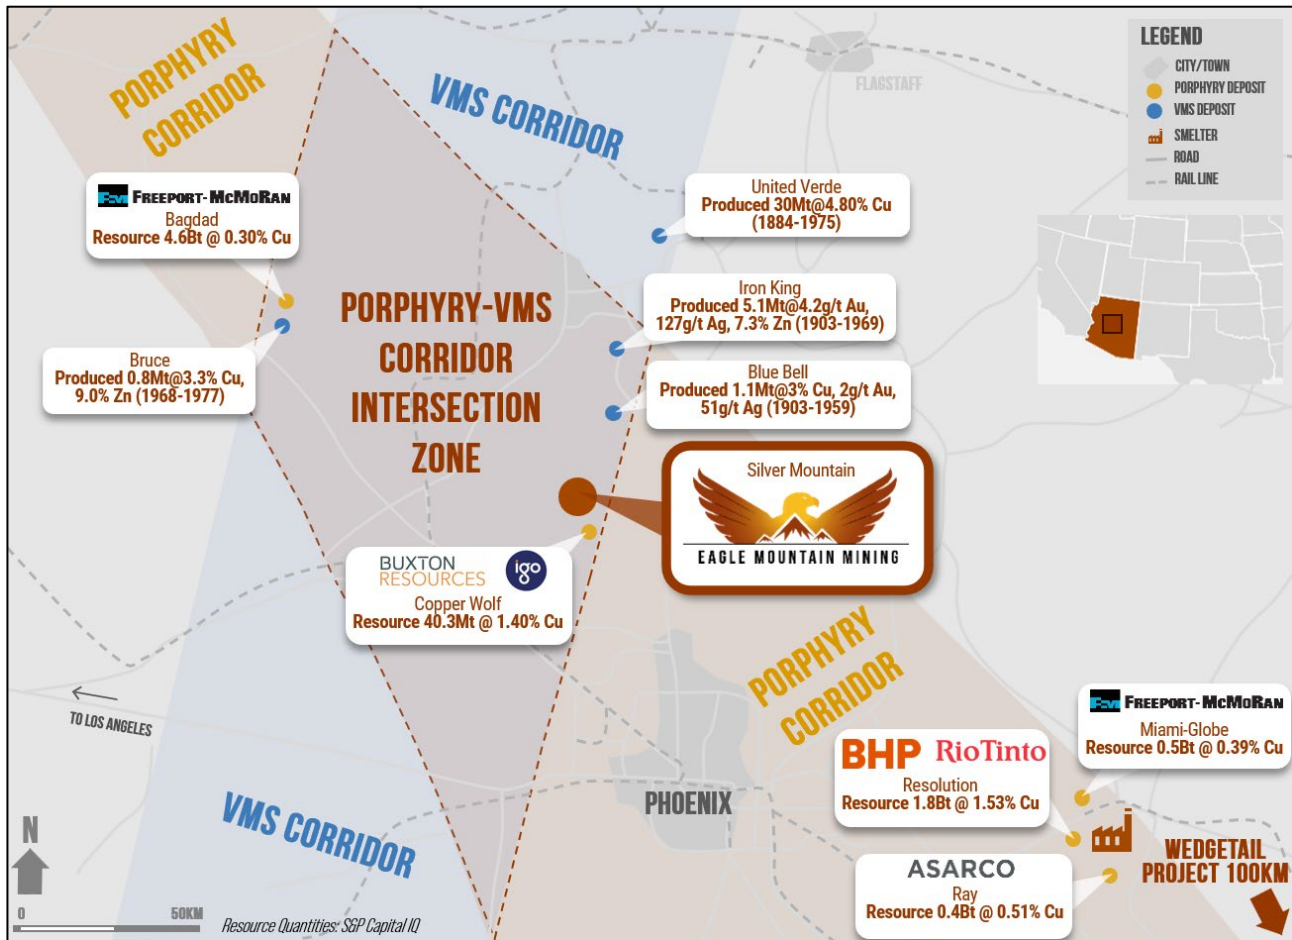 PORPHYRY
CORRIDOR
VMS CORRIDOR
FLAGSTAFF
LEGEND
CITY/TOWN
PORPHYRY DEPOSIT
VMS DEPOSIT
SMELTER
ROAD
RAIL LINE
FCX FREEPORT-MCMORAN
Bagdad
Resource 4.6Bt @ 0.30% Cu
United Verde
Produced 30Mt@4.80% Cu
(1884-1975)
Iron King
Produced 5.1Mt@4.2g/t Au,
127g/t Ag, 7.3% Zn (1903-1969)
Bruce
Produced 0.8Mt@3.3% Cu,
9.0% Zn (1968-1977)
PORPHYRY-VMS
CORRIDOR
INTERSECTION
ZONE
Blue Bell
Produced 1.1Mt@3% Cu, 2g/t Au,
51g/t Ag (1903-1959)
Silver Mountain
EAGLE MOUNTAIN MINING
BUXTON
RESOURCES
igo
Copper Wolf
Resource 40.3Mt @ 1.40% Cu
PORPHYRY
CORRIDOR
TO LOS ANGELES
FCX FREEPORT-MCMORAN
Miami-Globe
Resource 0.5Bt @ 0.39% Cu
BHP RioTinto
Resolution
Resource 1.8Bt @ 1.53% Cu
PHOENIX
VMS CORRIDOR
ASARCO
Ray
Resource 0.4Bt @ 0.51% Cu
WEDGETAIL
PROJECT 100KM
N
0 50KM
Resource Quantities: S&P Capital IQ